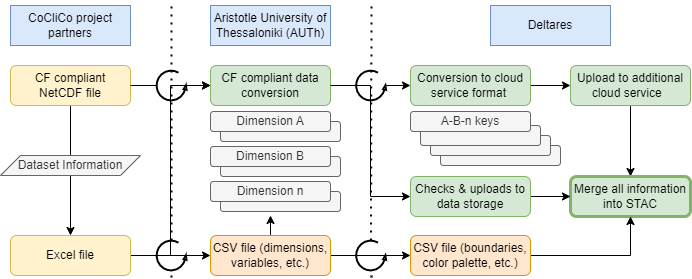 CoCliCo project
partners
Aristotle University of
Thessaloniki (AUTh)
Deltares
CF compliant
NetCDF file
CF compliant data
conversion
Conversion to cloud
service format
Upload to additional
cloud service
Dimension A
A-B-n keys
Dataset Information
Dimension B
Dimension n
Checks & uploads to
data storage
Merge all information
into STAC
Excel file
CSV file (dimensions,
variables, etc.)
CSV file (boundaries,
color palette, etc.)